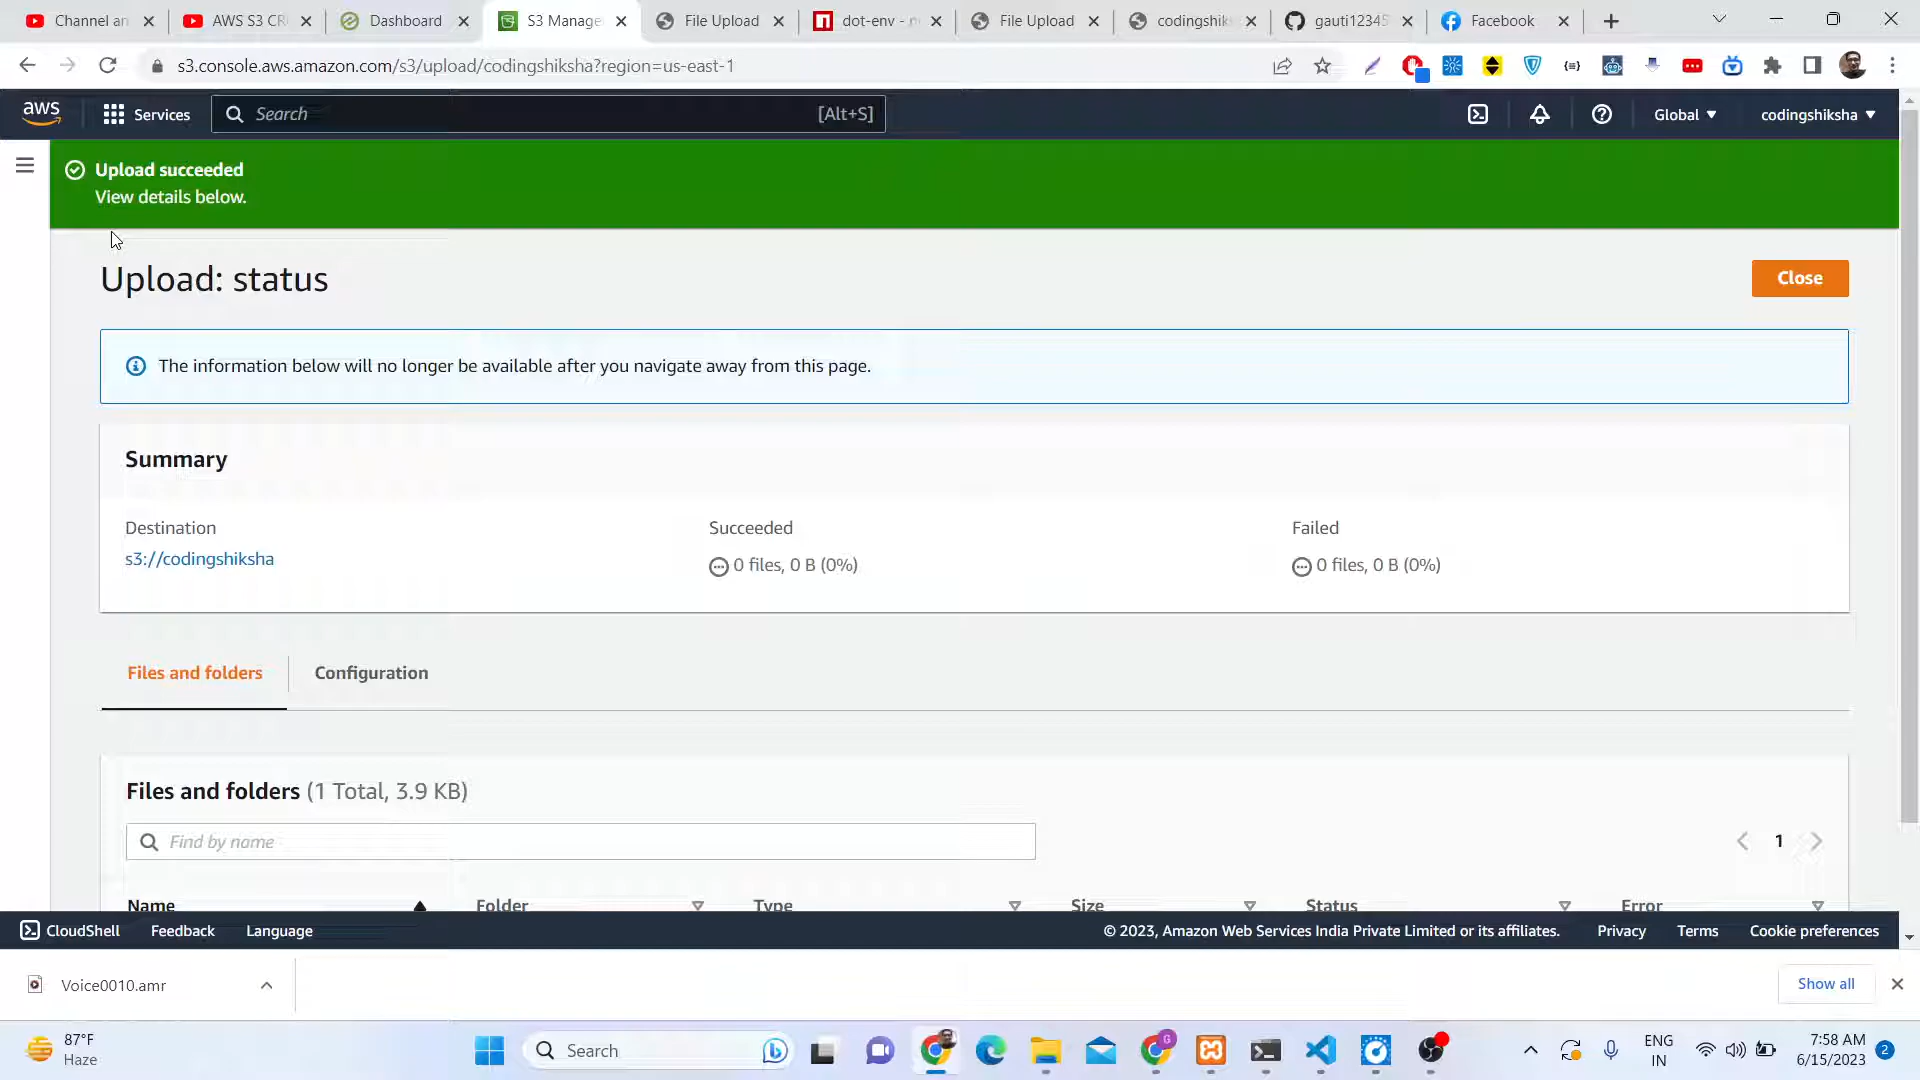 Channel an
AWS S3 CR
Dashboard
S3 Manage
File Upload
dot-env - n
File Upload
codingshik
gauti12345
Facebook
s3.console.aws.amazon.com/s3/upload/codingshiksha?region=us-east-1
aws
Services
Search
[Alt+S]
Global
codingshiksha
Upload succeeded
View details below.
Upload: status
Close
The information below will no longer be available after you navigate away from this page.
Summary
Destination
Succeeded
Failed
s3://codingshiksha
0 files, 0 B (0%)
0 files, 0 B (0%)
Files and folders
Configuration
Files and folders (1 Total, 3.9 KB)
Find by name
1
Name
Folder
Type
Size
Status
Error
CloudShell
Feedback
Language
© 2023, Amazon Web Services India Private Limited or its affiliates.
Privacy
Terms
Cookie preferences
Voice0010.amr
Show all
87°F
Haze
Search
G
ENG
IN
7:58 AM
6/15/2023
2